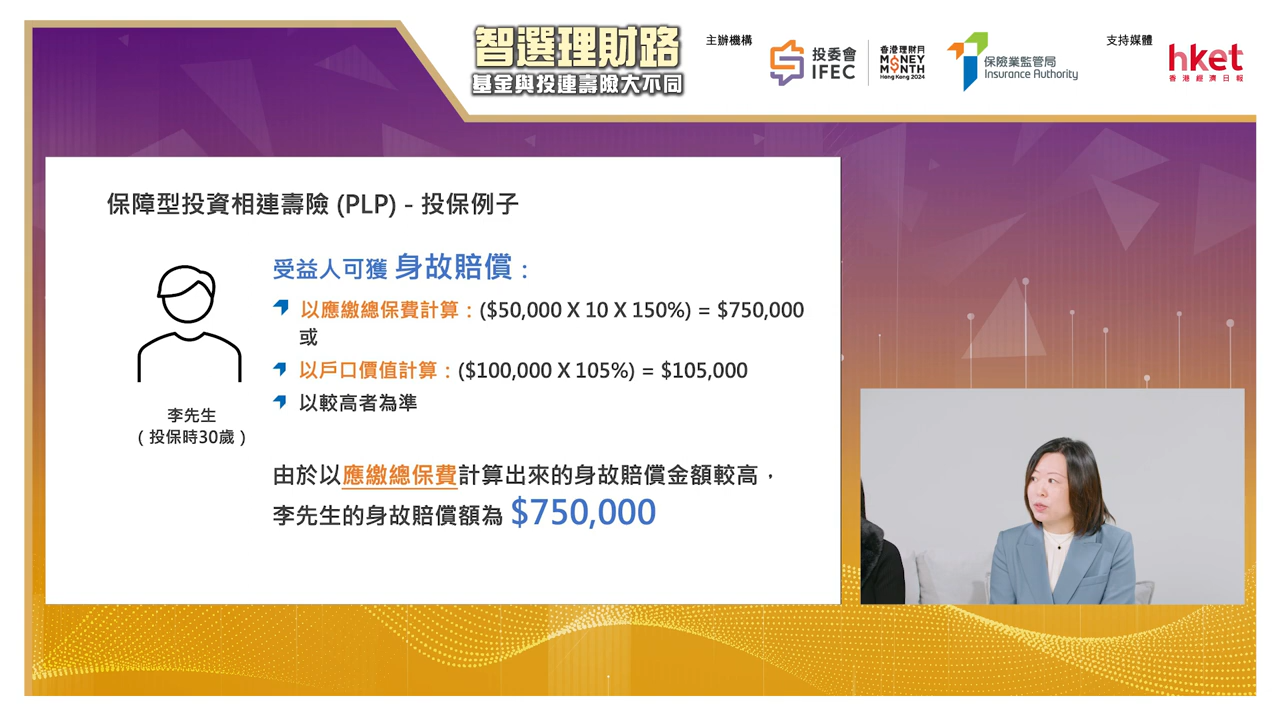 智選理財路
基金與投連壽險大不同
主辦機構
投委會
IFEC
香港理財月
MONEY
MONTH
Hong Kong 2024
保險業監管局
Insurance Authority
支持媒體
hket
香港經濟日報
保障型投資相連壽險 (PLP) - 投保例子
受益人可獲 身故賠償：
以應繳總保費計算：($50,000 X 10 X 150%) = $750,000
或
以戶口價值計算：($100,000 X 105%) = $105,000
以較高者為準
李先生
（投保時30歲）
由於以應繳總保費計算出來的身故賠償金額較高，
李先生的身故賠償額為 $750,000